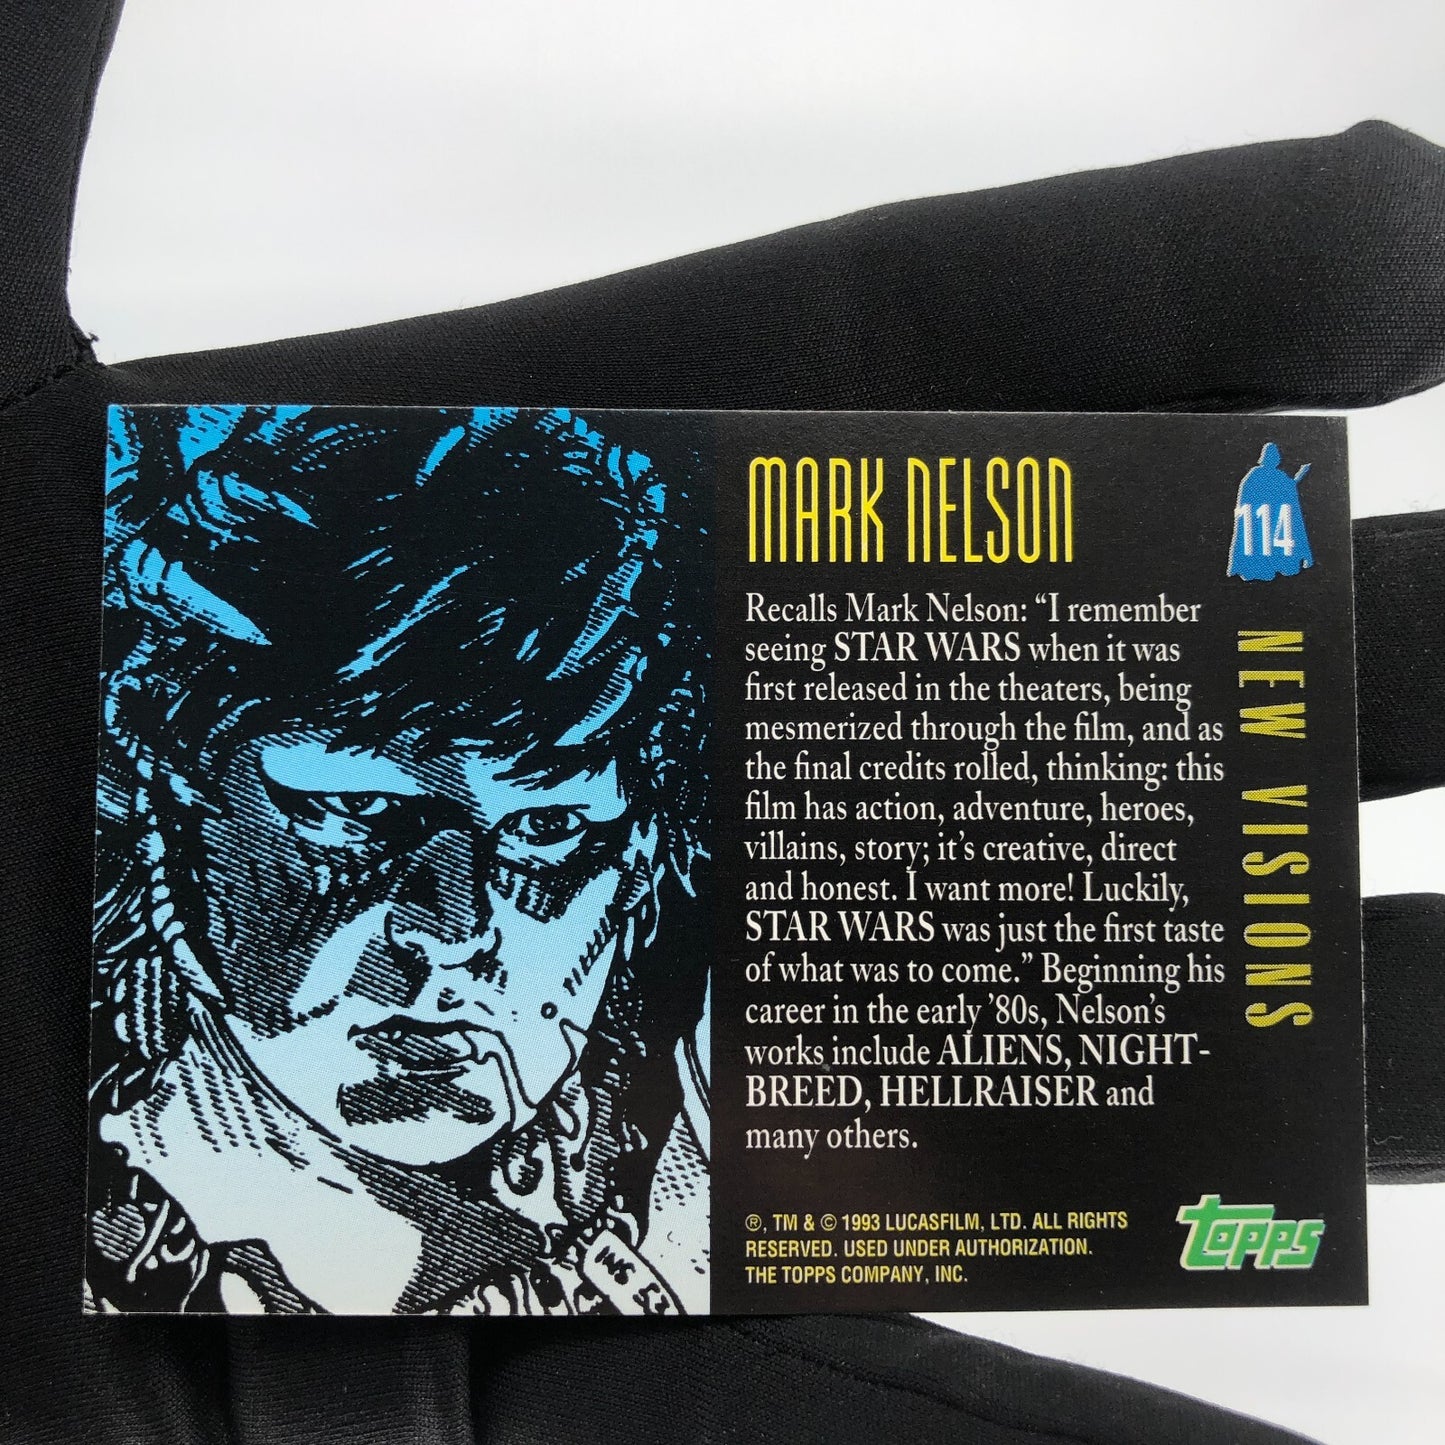 MARK NELSON
114
NEW VISIONS
Recalls Mark Nelson: “I remember
seeing STAR WARS when it was
first released in the theaters, being
mesmerized through the film, and as
the final credits rolled, thinking: this
film has action, adventure, heroes,
villains, story; it’s creative, direct
and honest. I want more! Luckily,
STAR WARS was just the first taste
of what was to come.” Beginning his
career in the early ’80s, Nelson’s
works include ALIENS, NIGHT-
BREED, HELLRAISER and
many others.
®, TM & © 1993 LUCASFILM, LTD. ALL RIGHTS
RESERVED. USED UNDER AUTHORIZATION.
THE TOPPS COMPANY, INC.
topps